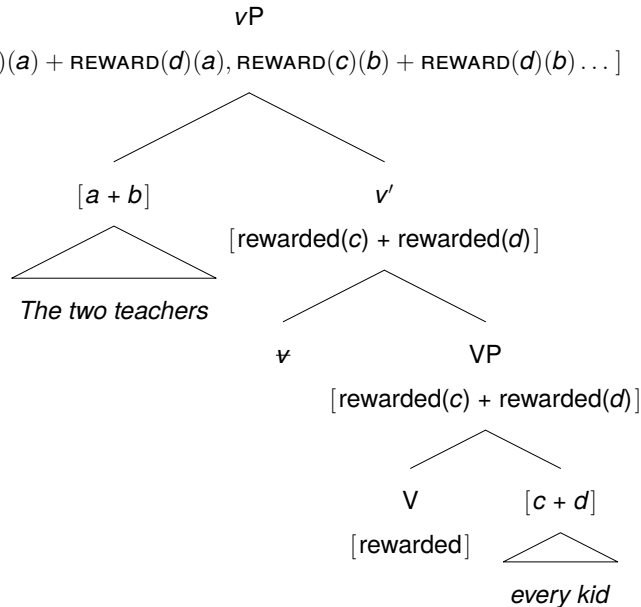 vP
)(a) + REWARD(d)(a), REWARD(c)(b) + REWARD(d)(b) … ]
[a + b] v′
[rewarded(c) + rewarded(d)]
The two teachers
v VP
[rewarded(c) + rewarded(d)]
V [c + d]
[rewarded]
every kid